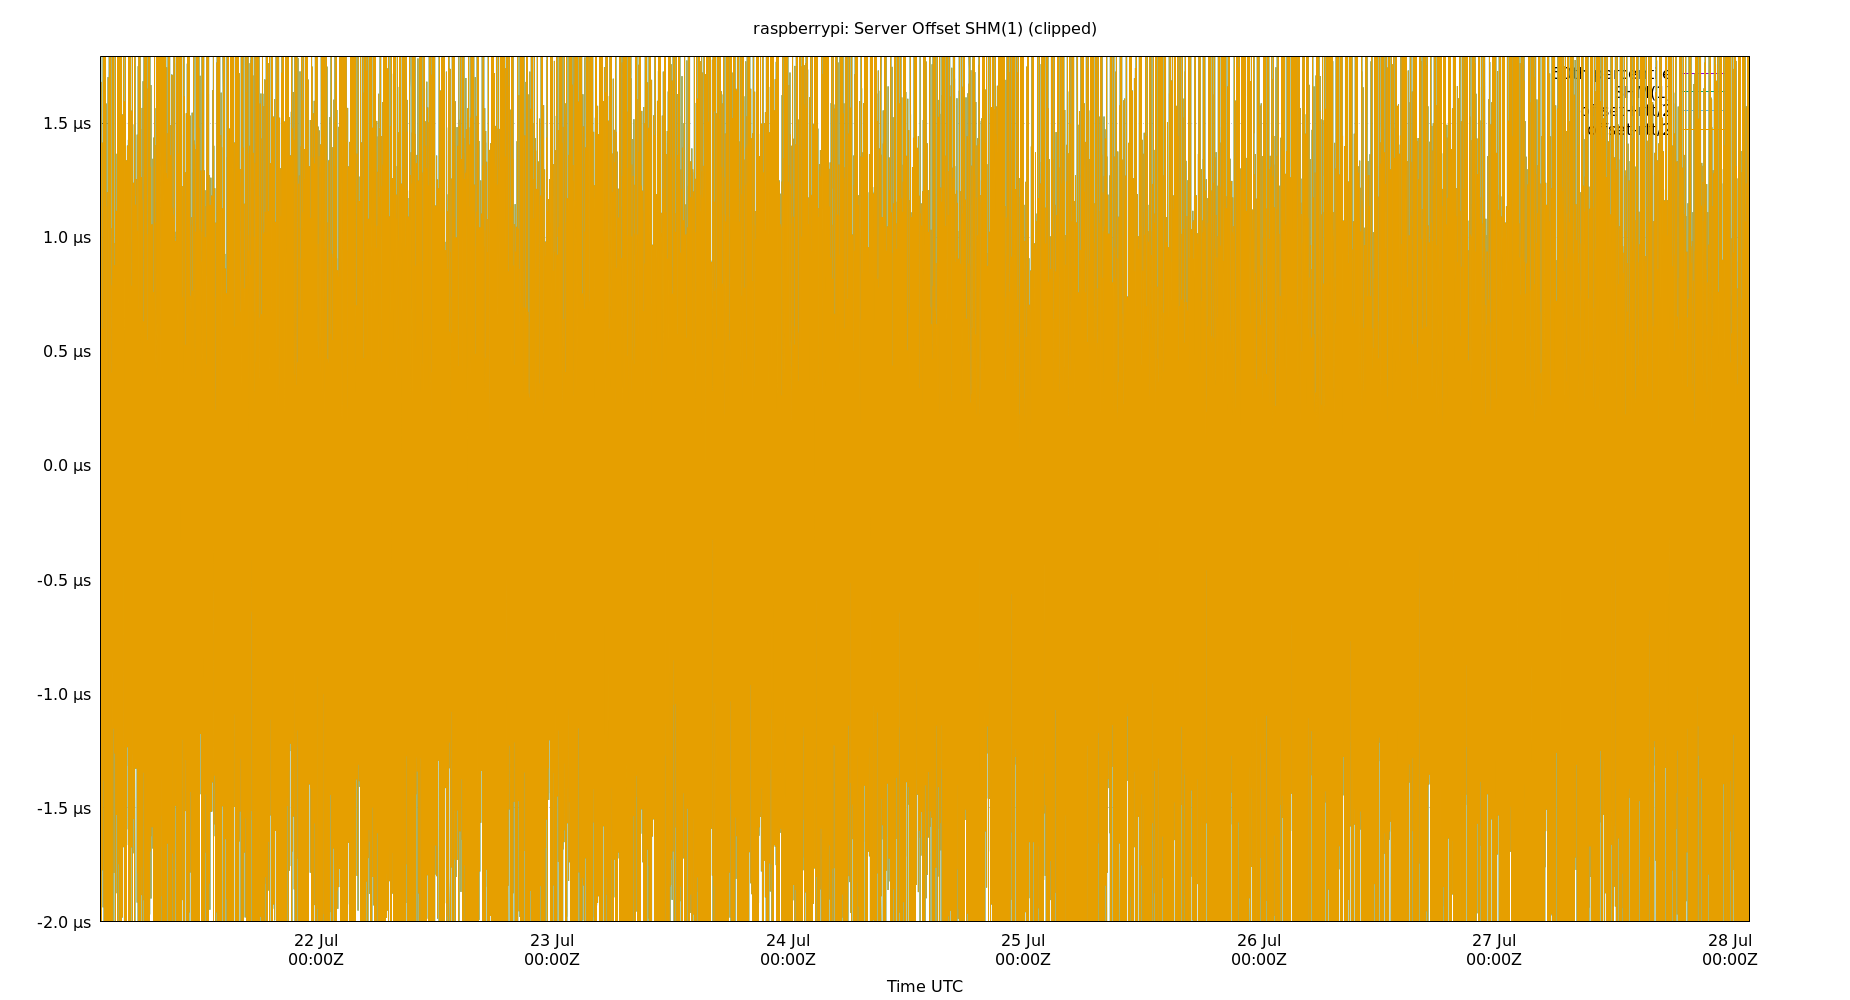 raspberrypi: Server Offset SHM(1) (clipped)
1.5 µs
1.0 µs
0.5 µs
0.0 µs
-0.5 µs
-1.0 µs
-1.5 µs
-2.0 µs
22 Jul 23 Jul 24 Jul 25 Jul 26 Jul 27 Jul 28 Jul
00:00Z 00:00Z 00:00Z 00:00Z 00:00Z 00:00Z 00:00Z
Time UTC